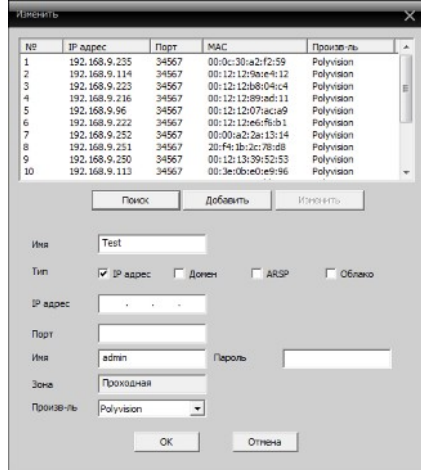 Изменить
№ IP адрес Порт MAC Произв-ль
1 192.168.9.235 34567 00:0c:30:a2:f2:59 Polyvision
2 192.168.9.114 34567 00:12:12:9a:e4:12 Polyvision
3 192.168.9.223 34567 00:12:12:b8:04:c4 Polyvision
4 192.168.9.216 34567 00:12:12:89:ad:11 Polyvision
5 192.168.9.96 34567 00:12:12:07:ac:a9 Polyvision
6 192.168.9.222 34567 00:12:12:e6:f6:b1 Polyvision
7 192.168.9.252 34567 00:00:a2:2a:13:14 Polyvision
8 192.168.9.251 34567 20:f4:1b:2c:78:d8 Polyvision
9 192.168.9.250 34567 00:12:13:39:52:53 Polyvision
10 192.168.9.113 34567 00:3e:0b:e0:e9:96 Polyvision
Поиск Добавить Изменить
Имя Test
Тип IP адрес Домен ARSP Облако
IP адрес . . .
Порт
Имя admin Пароль
Зона Проходная
Произв-ль Polyvision
OK Отмена